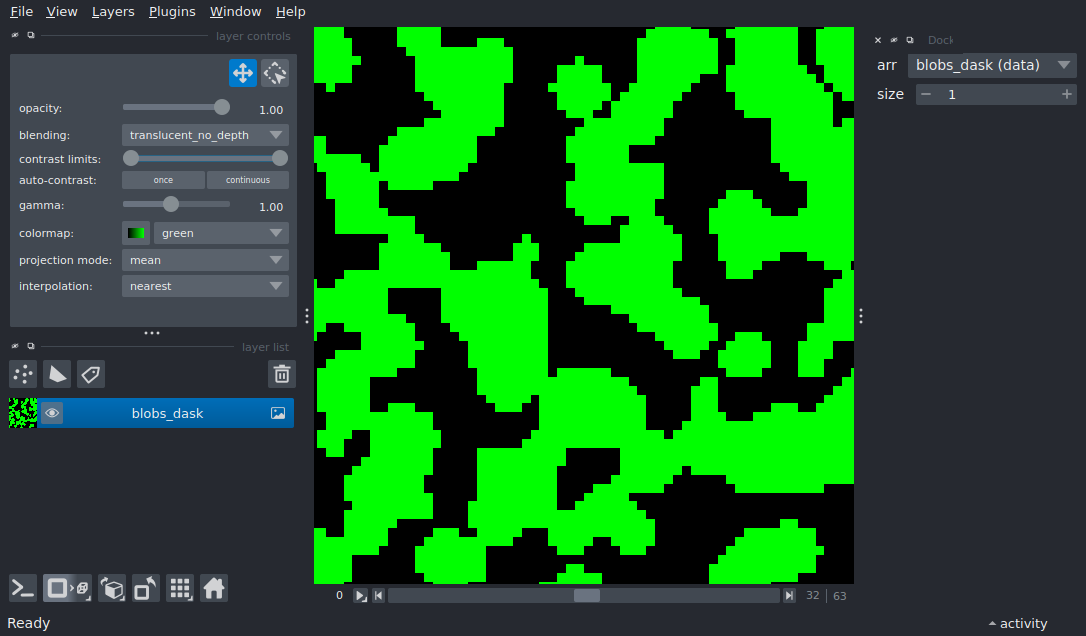 File View Layers Plugins Window Help
layer controls
opacity: 1.00
blending: translucent_no_depth
contrast limits:
auto-contrast: once continuous
gamma: 1.00
colormap: green
projection mode: mean
interpolation: nearest
layer list
blobs_dask
0 32 63
Ready
activity
Dock
arr blobs_dask (data)
size 1